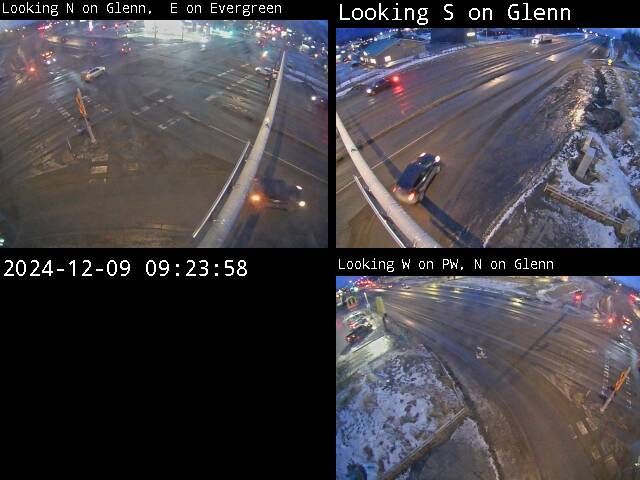 Looking N on Glenn,  E on Evergreen
Looking S on Glenn
2024-12-09 09:23:58
Looking W on PW, N on Glenn